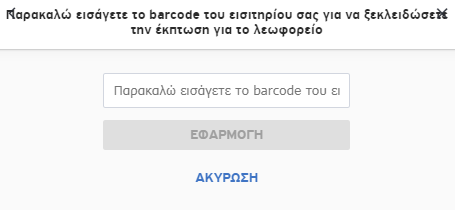 Παρακαλώ εισάγετε το barcode του εισιτηρίου σας για να ξεκλειδώσετε
την έκπτωση για το λεωφορείο
Παρακαλώ εισάγετε το barcode του ει
ΕΦΑΡΜΟΓΗ
ΑΚΥΡΩΣΗ